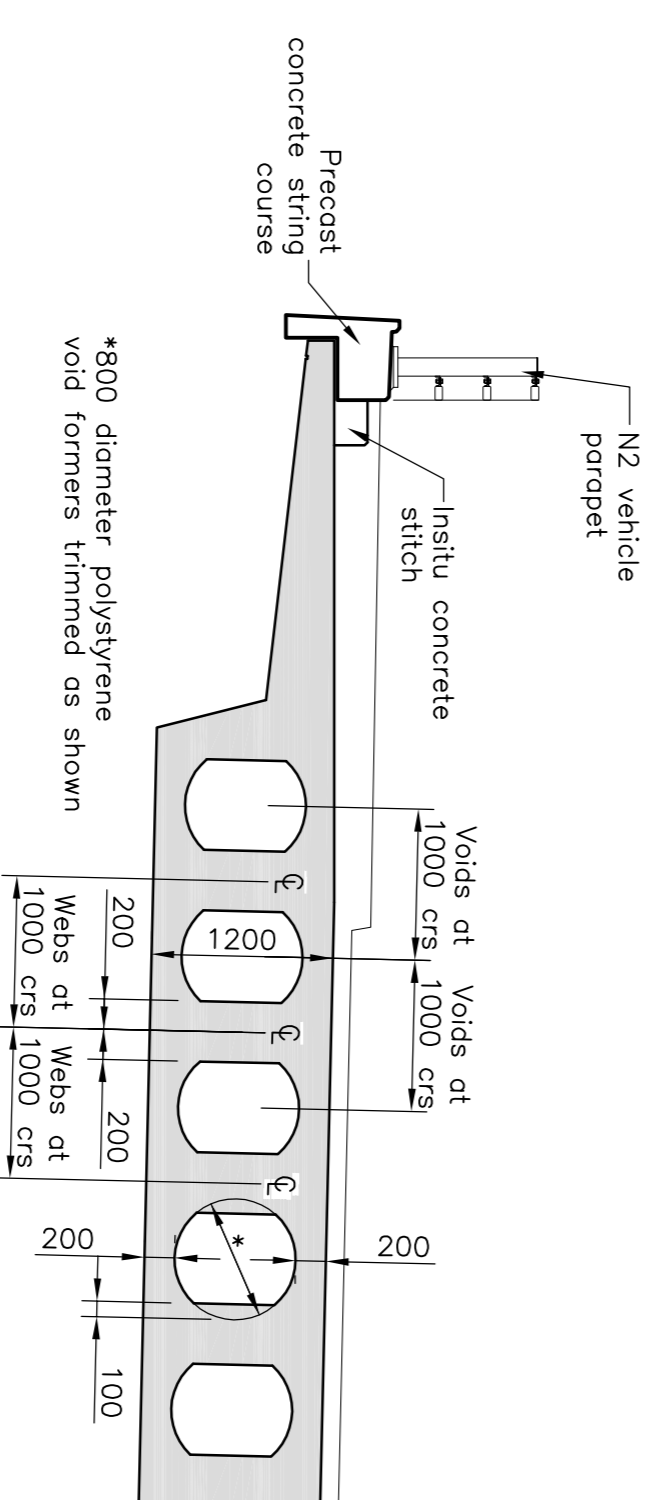 N2 vehicle
parapet
Precast
concrete string
course
Insitu concrete
stitch
Voids at
1000 crs
Voids at
1000 crs
1200
200
200
℄
℄
℄
*
Webs at
1000 crs
Webs at
1000 crs
200
200
100
*800 diameter polystyrene
void formers trimmed as shown